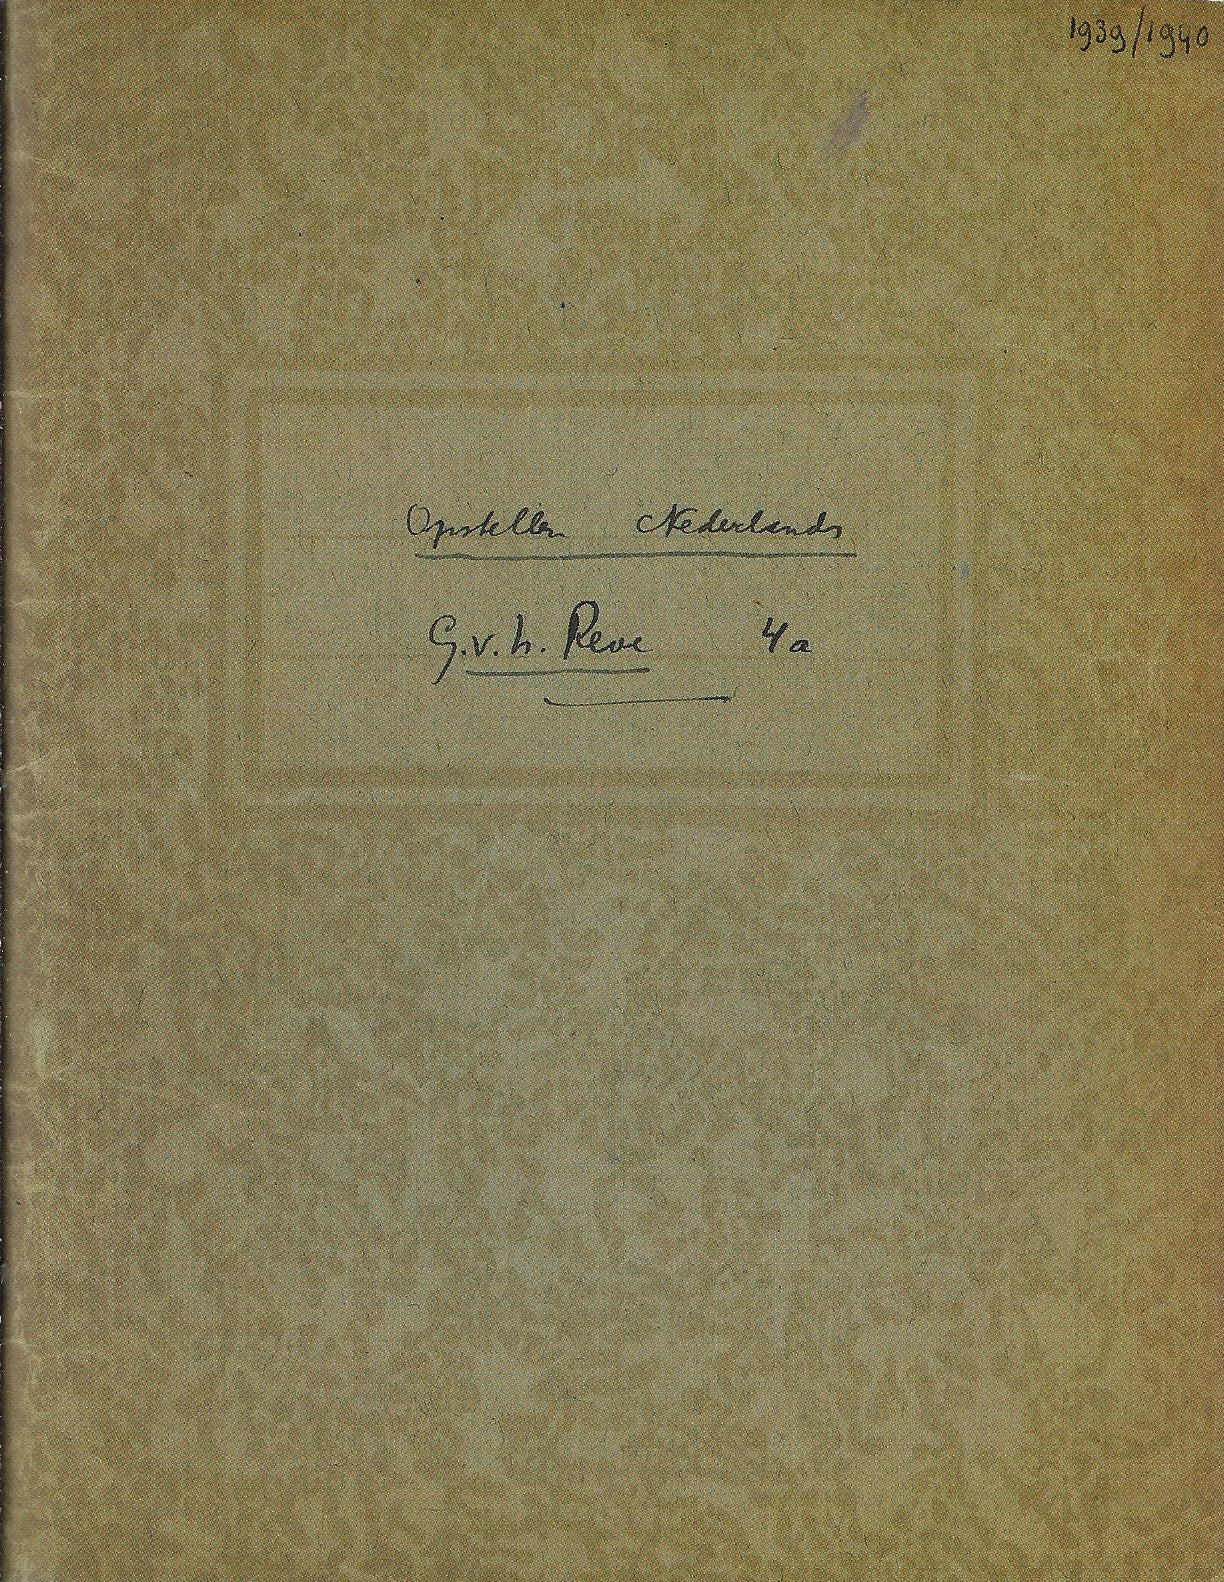 1939/1940
Opstellen Nederlands
G.v.h. Reve 4a